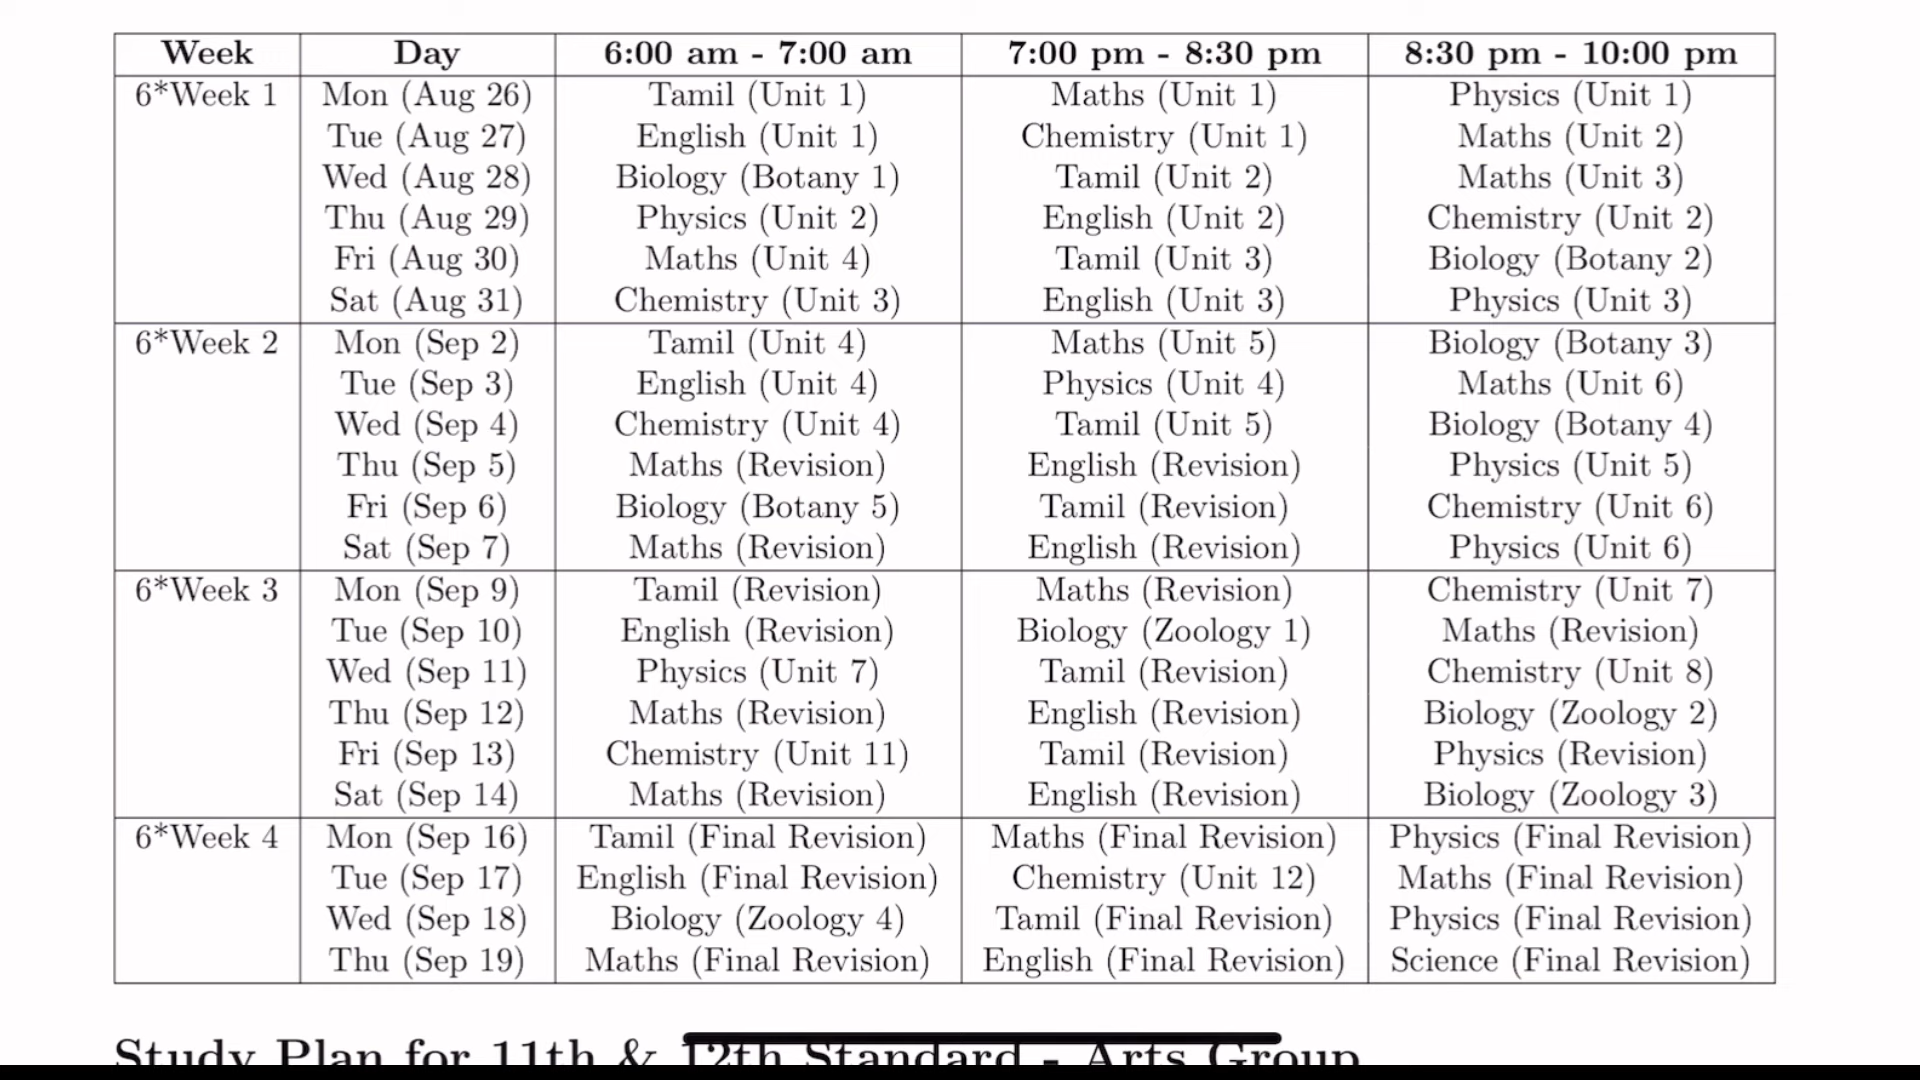 Week Day 6:00 am - 7:00 am 7:00 pm - 8:30 pm 8:30 pm - 10:00 pm
6*Week 1 Mon (Aug 26) Tamil (Unit 1) Maths (Unit 1) Physics (Unit 1)
Tue (Aug 27) English (Unit 1) Chemistry (Unit 1) Maths (Unit 2)
Wed (Aug 28) Biology (Botany 1) Tamil (Unit 2) Maths (Unit 3)
Thu (Aug 29) Physics (Unit 2) English (Unit 2) Chemistry (Unit 2)
Fri (Aug 30) Maths (Unit 4) Tamil (Unit 3) Biology (Botany 2)
Sat (Aug 31) Chemistry (Unit 3) English (Unit 3) Physics (Unit 3)
6*Week 2 Mon (Sep 2) Tamil (Unit 4) Maths (Unit 5) Biology (Botany 3)
Tue (Sep 3) English (Unit 4) Physics (Unit 4) Maths (Unit 6)
Wed (Sep 4) Chemistry (Unit 4) Tamil (Unit 5) Biology (Botany 4)
Thu (Sep 5) Maths (Revision) English (Revision) Physics (Unit 5)
Fri (Sep 6) Biology (Botany 5) Tamil (Revision) Chemistry (Unit 6)
Sat (Sep 7) Maths (Revision) English (Revision) Physics (Unit 6)
6*Week 3 Mon (Sep 9) Tamil (Revision) Maths (Revision) Chemistry (Unit 7)
Tue (Sep 10) English (Revision) Biology (Zoology 1) Maths (Revision)
Wed (Sep 11) Physics (Unit 7) Tamil (Revision) Chemistry (Unit 8)
Thu (Sep 12) Maths (Revision) English (Revision) Biology (Zoology 2)
Fri (Sep 13) Chemistry (Unit 11) Tamil (Revision) Physics (Revision)
Sat (Sep 14) Maths (Revision) English (Revision) Biology (Zoology 3)
6*Week 4 Mon (Sep 16) Tamil (Final Revision) Maths (Final Revision) Physics (Final Revision)
Tue (Sep 17) English (Final Revision) Chemistry (Unit 12) Maths (Final Revision)
Wed (Sep 18) Biology (Zoology 4) Tamil (Final Revision) Physics (Final Revision)
Thu (Sep 19) Maths (Final Revision) English (Final Revision) Science (Final Revision)
Study Plan for 11th & 12th Standard - Arts Group